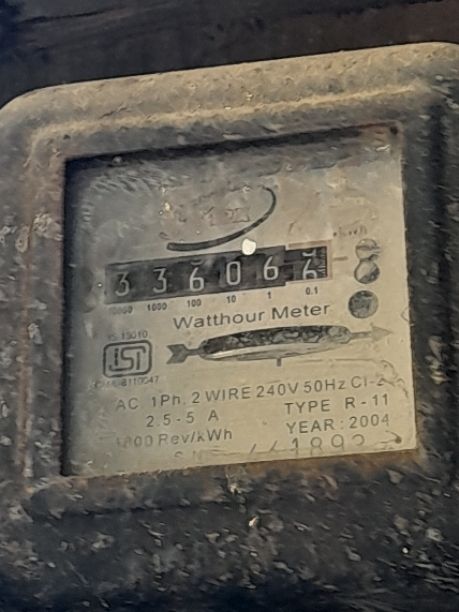 kWh
3 3 6 0 6 6
10000 1000 100 10 1 0.1
Watthour Meter
IS 13010
ISI
AC 1Ph. 2 WIRE 240V 50Hz Cl-2
2.5-5 A TYPE R-11
Rev/kWh YEAR: 2004